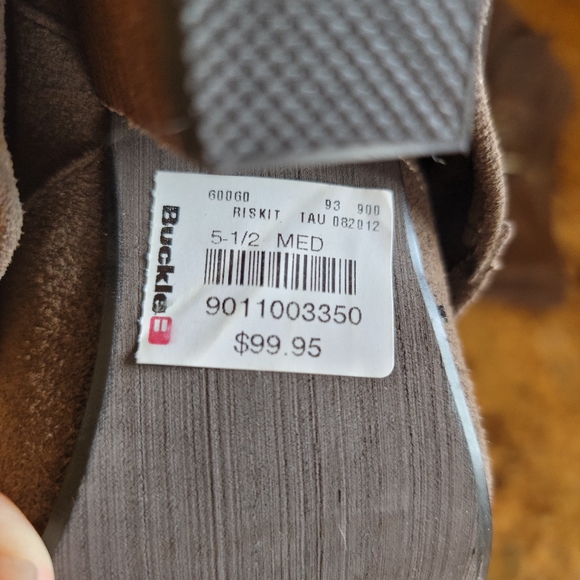 60060 93 900
RISKIT TAU 082012
Buckle B
5-1/2 MED
9011003350
$99.95